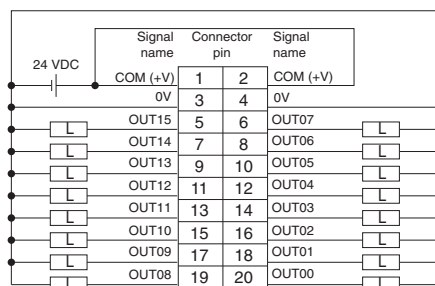 Signal name Connector pin Signal name
24 VDC
COM (+V) 1 2 COM (+V)
0V 3 4 0V
L OUT15 5 6 OUT07 L
L OUT14 7 8 OUT06 L
L OUT13 9 10 OUT05 L
L OUT12 11 12 OUT04 L
L OUT11 13 14 OUT03 L
L OUT10 15 16 OUT02 L
L OUT09 17 18 OUT01 L
L OUT08 19 20 OUT00 L